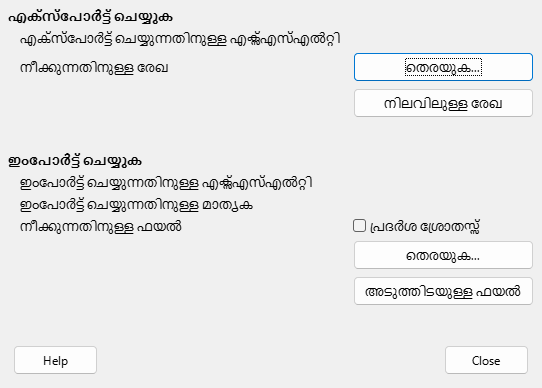 എക്സ്പോർട്ട് ചെയ്യുക
എക്സ്പോർട്ട് ചെയ്യുന്നതിനുള്ള എക്സ്എസ്എൽറ്റി
നീക്കുന്നതിനുള്ള രേഖ
തെരയുക...
നിലവിലുള്ള രേഖ
ഇംപോർട്ട് ചെയ്യുക
ഇംപോർട്ട് ചെയ്യുന്നതിനുള്ള എക്സ്എസ്എൽറ്റി
ഇംപോർട്ട് ചെയ്യുന്നതിനുള്ള മാതൃക
നീക്കുന്നതിനുള്ള ഫയൽ
പ്രദർശ ശ്രോതസ്സ്
തെരയുക...
അടുത്തിടയുള്ള ഫയൽ
Help
Close